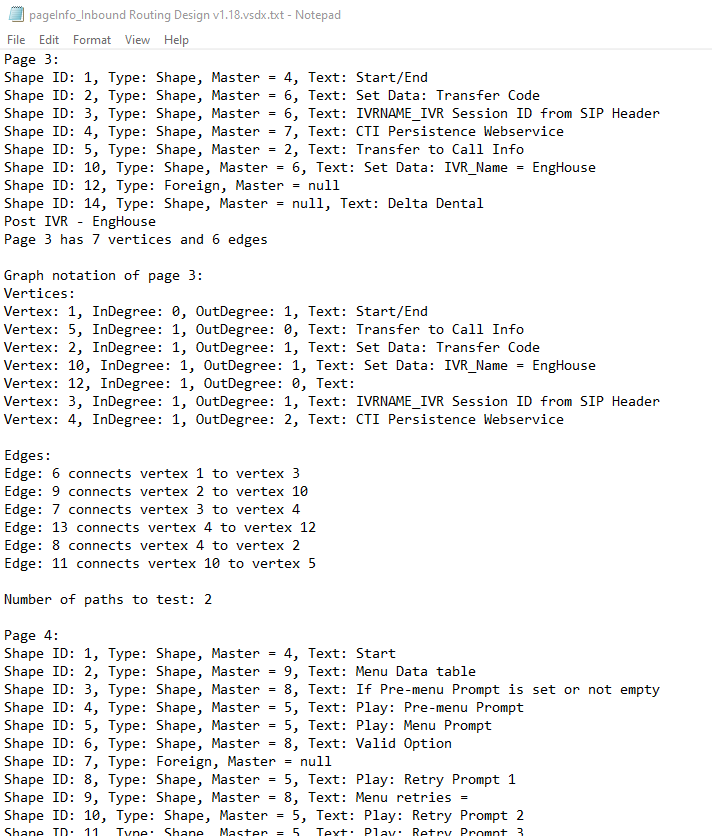 pageInfo_Inbound Routing Design v1.18.vsdx.txt - Notepad
File Edit Format View Help
Page 3:
Shape ID: 1, Type: Shape, Master = 4, Text: Start/End
Shape ID: 2, Type: Shape, Master = 6, Text: Set Data: Transfer Code
Shape ID: 3, Type: Shape, Master = 6, Text: IVRNAME_IVR Session ID from SIP Header
Shape ID: 4, Type: Shape, Master = 7, Text: CTI Persistence Webservice
Shape ID: 5, Type: Shape, Master = 2, Text: Transfer to Call Info
Shape ID: 10, Type: Shape, Master = 6, Text: Set Data: IVR_Name = EngHouse
Shape ID: 12, Type: Foreign, Master = null
Shape ID: 14, Type: Shape, Master = null, Text: Delta Dental
Post IVR - EngHouse
Page 3 has 7 vertices and 6 edges
Graph notation of page 3:
Vertices:
Vertex: 1, InDegree: 0, OutDegree: 1, Text: Start/End
Vertex: 5, InDegree: 1, OutDegree: 0, Text: Transfer to Call Info
Vertex: 2, InDegree: 1, OutDegree: 1, Text: Set Data: Transfer Code
Vertex: 10, InDegree: 1, OutDegree: 1, Text: Set Data: IVR_Name = EngHouse
Vertex: 12, InDegree: 1, OutDegree: 0, Text:
Vertex: 3, InDegree: 1, OutDegree: 1, Text: IVRNAME_IVR Session ID from SIP Header
Vertex: 4, InDegree: 1, OutDegree: 2, Text: CTI Persistence Webservice
Edges:
Edge: 6 connects vertex 1 to vertex 3
Edge: 9 connects vertex 2 to vertex 10
Edge: 7 connects vertex 3 to vertex 4
Edge: 13 connects vertex 4 to vertex 12
Edge: 8 connects vertex 4 to vertex 2
Edge: 11 connects vertex 10 to vertex 5
Number of paths to test: 2
Page 4:
Shape ID: 1, Type: Shape, Master = 4, Text: Start
Shape ID: 2, Type: Shape, Master = 9, Text: Menu Data table
Shape ID: 3, Type: Shape, Master = 8, Text: If Pre-menu Prompt is set or not empty
Shape ID: 4, Type: Shape, Master = 5, Text: Play: Pre-menu Prompt
Shape ID: 5, Type: Shape, Master = 5, Text: Play: Menu Prompt
Shape ID: 6, Type: Shape, Master = 8, Text: Valid Option
Shape ID: 7, Type: Foreign, Master = null
Shape ID: 8, Type: Shape, Master = 5, Text: Play: Retry Prompt 1
Shape ID: 9, Type: Shape, Master = 8, Text: Menu retries =
Shape ID: 10, Type: Shape, Master = 5, Text: Play: Retry Prompt 2
Shape ID: 11, Type: Shape, Master = 5, Text: Play: Retry Prompt 3